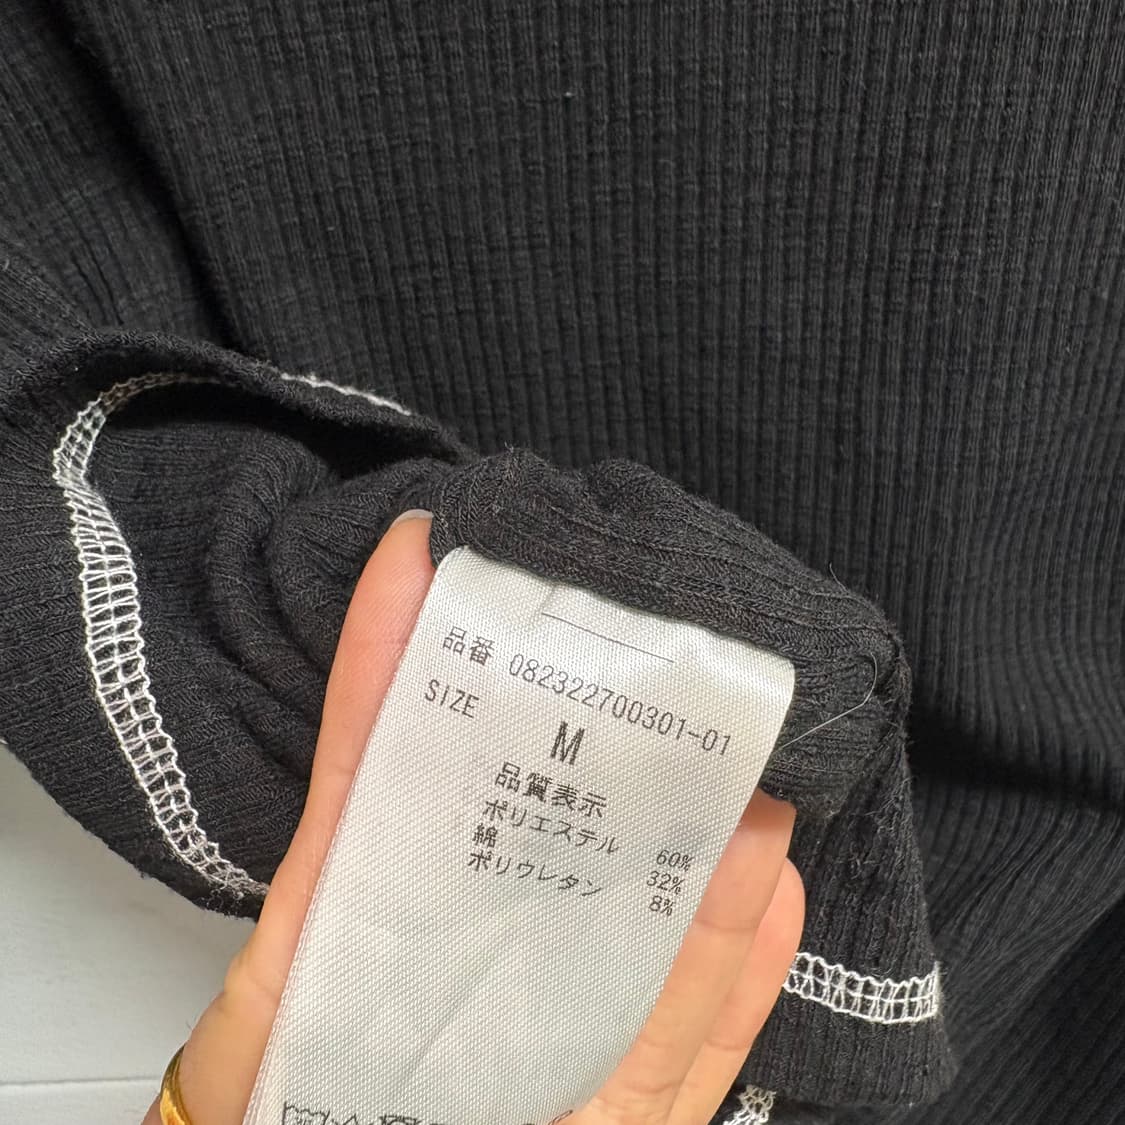 品番 082322700301-01
SIZE M
品質表示
ポリエステル 60%
綿 32%
ポリウレタン 8%